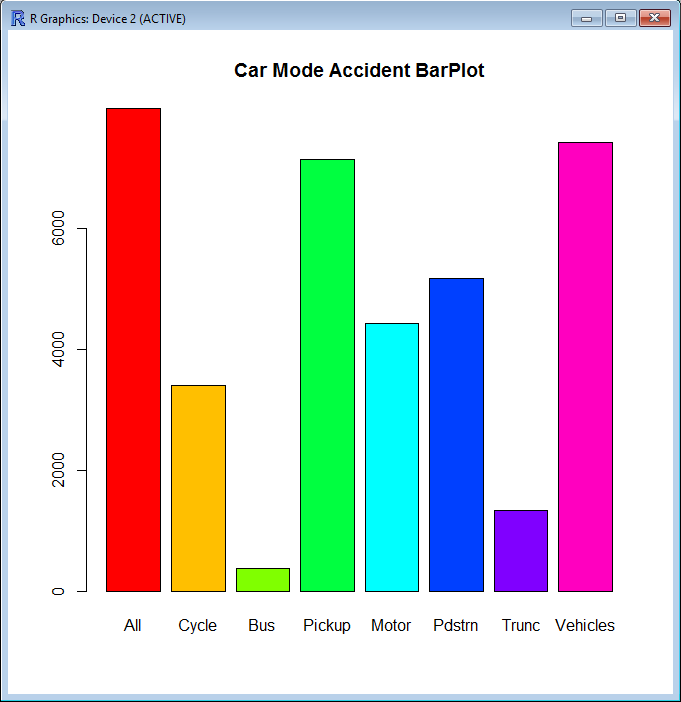 R Graphics: Device 2 (ACTIVE)
Car Mode Accident BarPlot
6000
4000
2000
0
All Cycle Bus Pickup Motor Pdstrn Trunc Vehicles